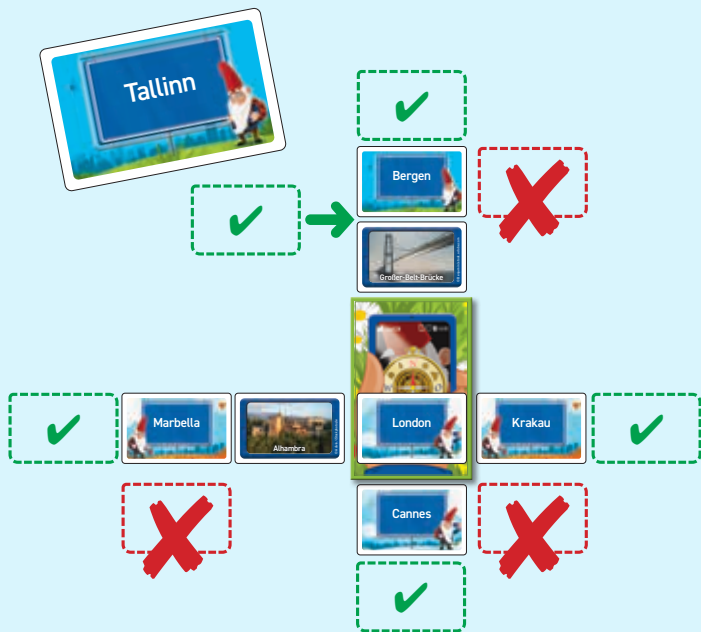 Tallinn
Bergen
Großer-Belt-Brücke
Marbella
Alhambra
London
Krakau
Cannes